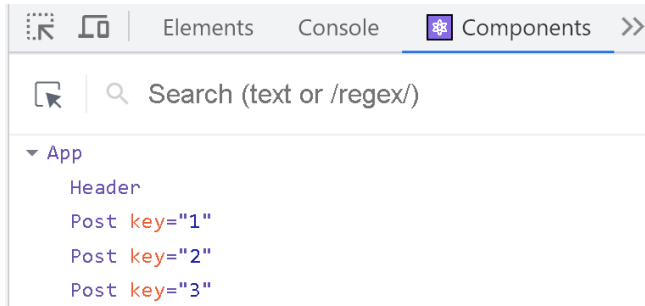 Elements Console Components
Search (text or /regex/)
App
Header
Post key="1"
Post key="2"
Post key="3"